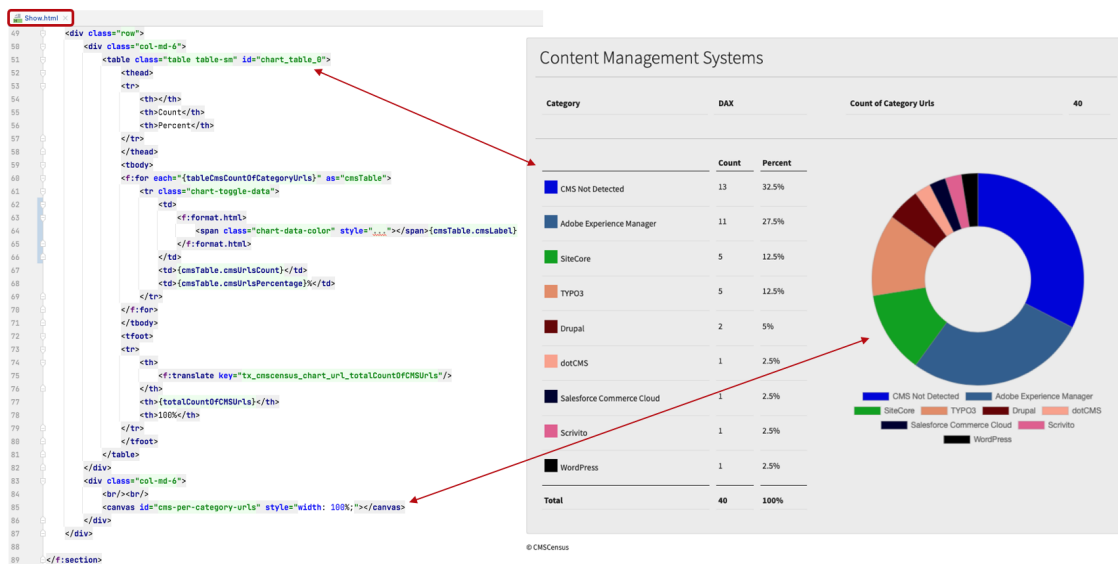 Show.html
49 <div class="row">
50 <div class="col-md-6">
51 <table class="table table-sm" id="chart_table_0">
52 <thead>
53 <tr>
54 <th></th>
55 <th>Count</th>
56 <th>Percent</th>
57 </tr>
58 </thead>
59 <tbody>
60 <f:for each="{tableCmsCountOfCategoryUrls}" as="cmsTable">
61 <tr class="chart-toggle-data">
62 <td>
63 <f:format.html>
64 <span class="chart-data-color" style="..."></span>{cmsTable.cmsLabel}
65 </f:format.html>
66 </td>
67 <td>{cmsTable.cmsUrlsCount}</td>
68 <td>{cmsTable.cmsUrlsPercentage}%</td>
69 </tr>
70 </f:for>
71 </tbody>
72 <tfoot>
73 <tr>
74 <th>
75 <f:translate key="tx_cmscensus_chart_url_totalCountOfCMSUrls"/>
76 </th>
77 <th>{totalCountOfCMSUrls}</th>
78 <th>100%</th>
79 </tr>
80 </tfoot>
81 </table>
82 </div>
83 <div class="col-md-6">
84 <br/><br/>
85 <canvas id="cms-per-category-urls" style="width: 100%;"></canvas>
86 </div>
87 </div>
88
89 </f:section>
Content Management Systems
Category DAX Count of Category Urls 40
Count Percent
CMS Not Detected 13 32.5%
Adobe Experience Manager 11 27.5%
SiteCore 5 12.5%
TYPO3 5 12.5%
Drupal 2 5%
dotCMS 1 2.5%
Salesforce Commerce Cloud 1 2.5%
Scrivito 1 2.5%
WordPress 1 2.5%
Total 40 100%
CMS Not Detected Adobe Experience Manager
SiteCore TYPO3 Drupal dotCMS
Salesforce Commerce Cloud Scrivito
WordPress
© CMSCensus